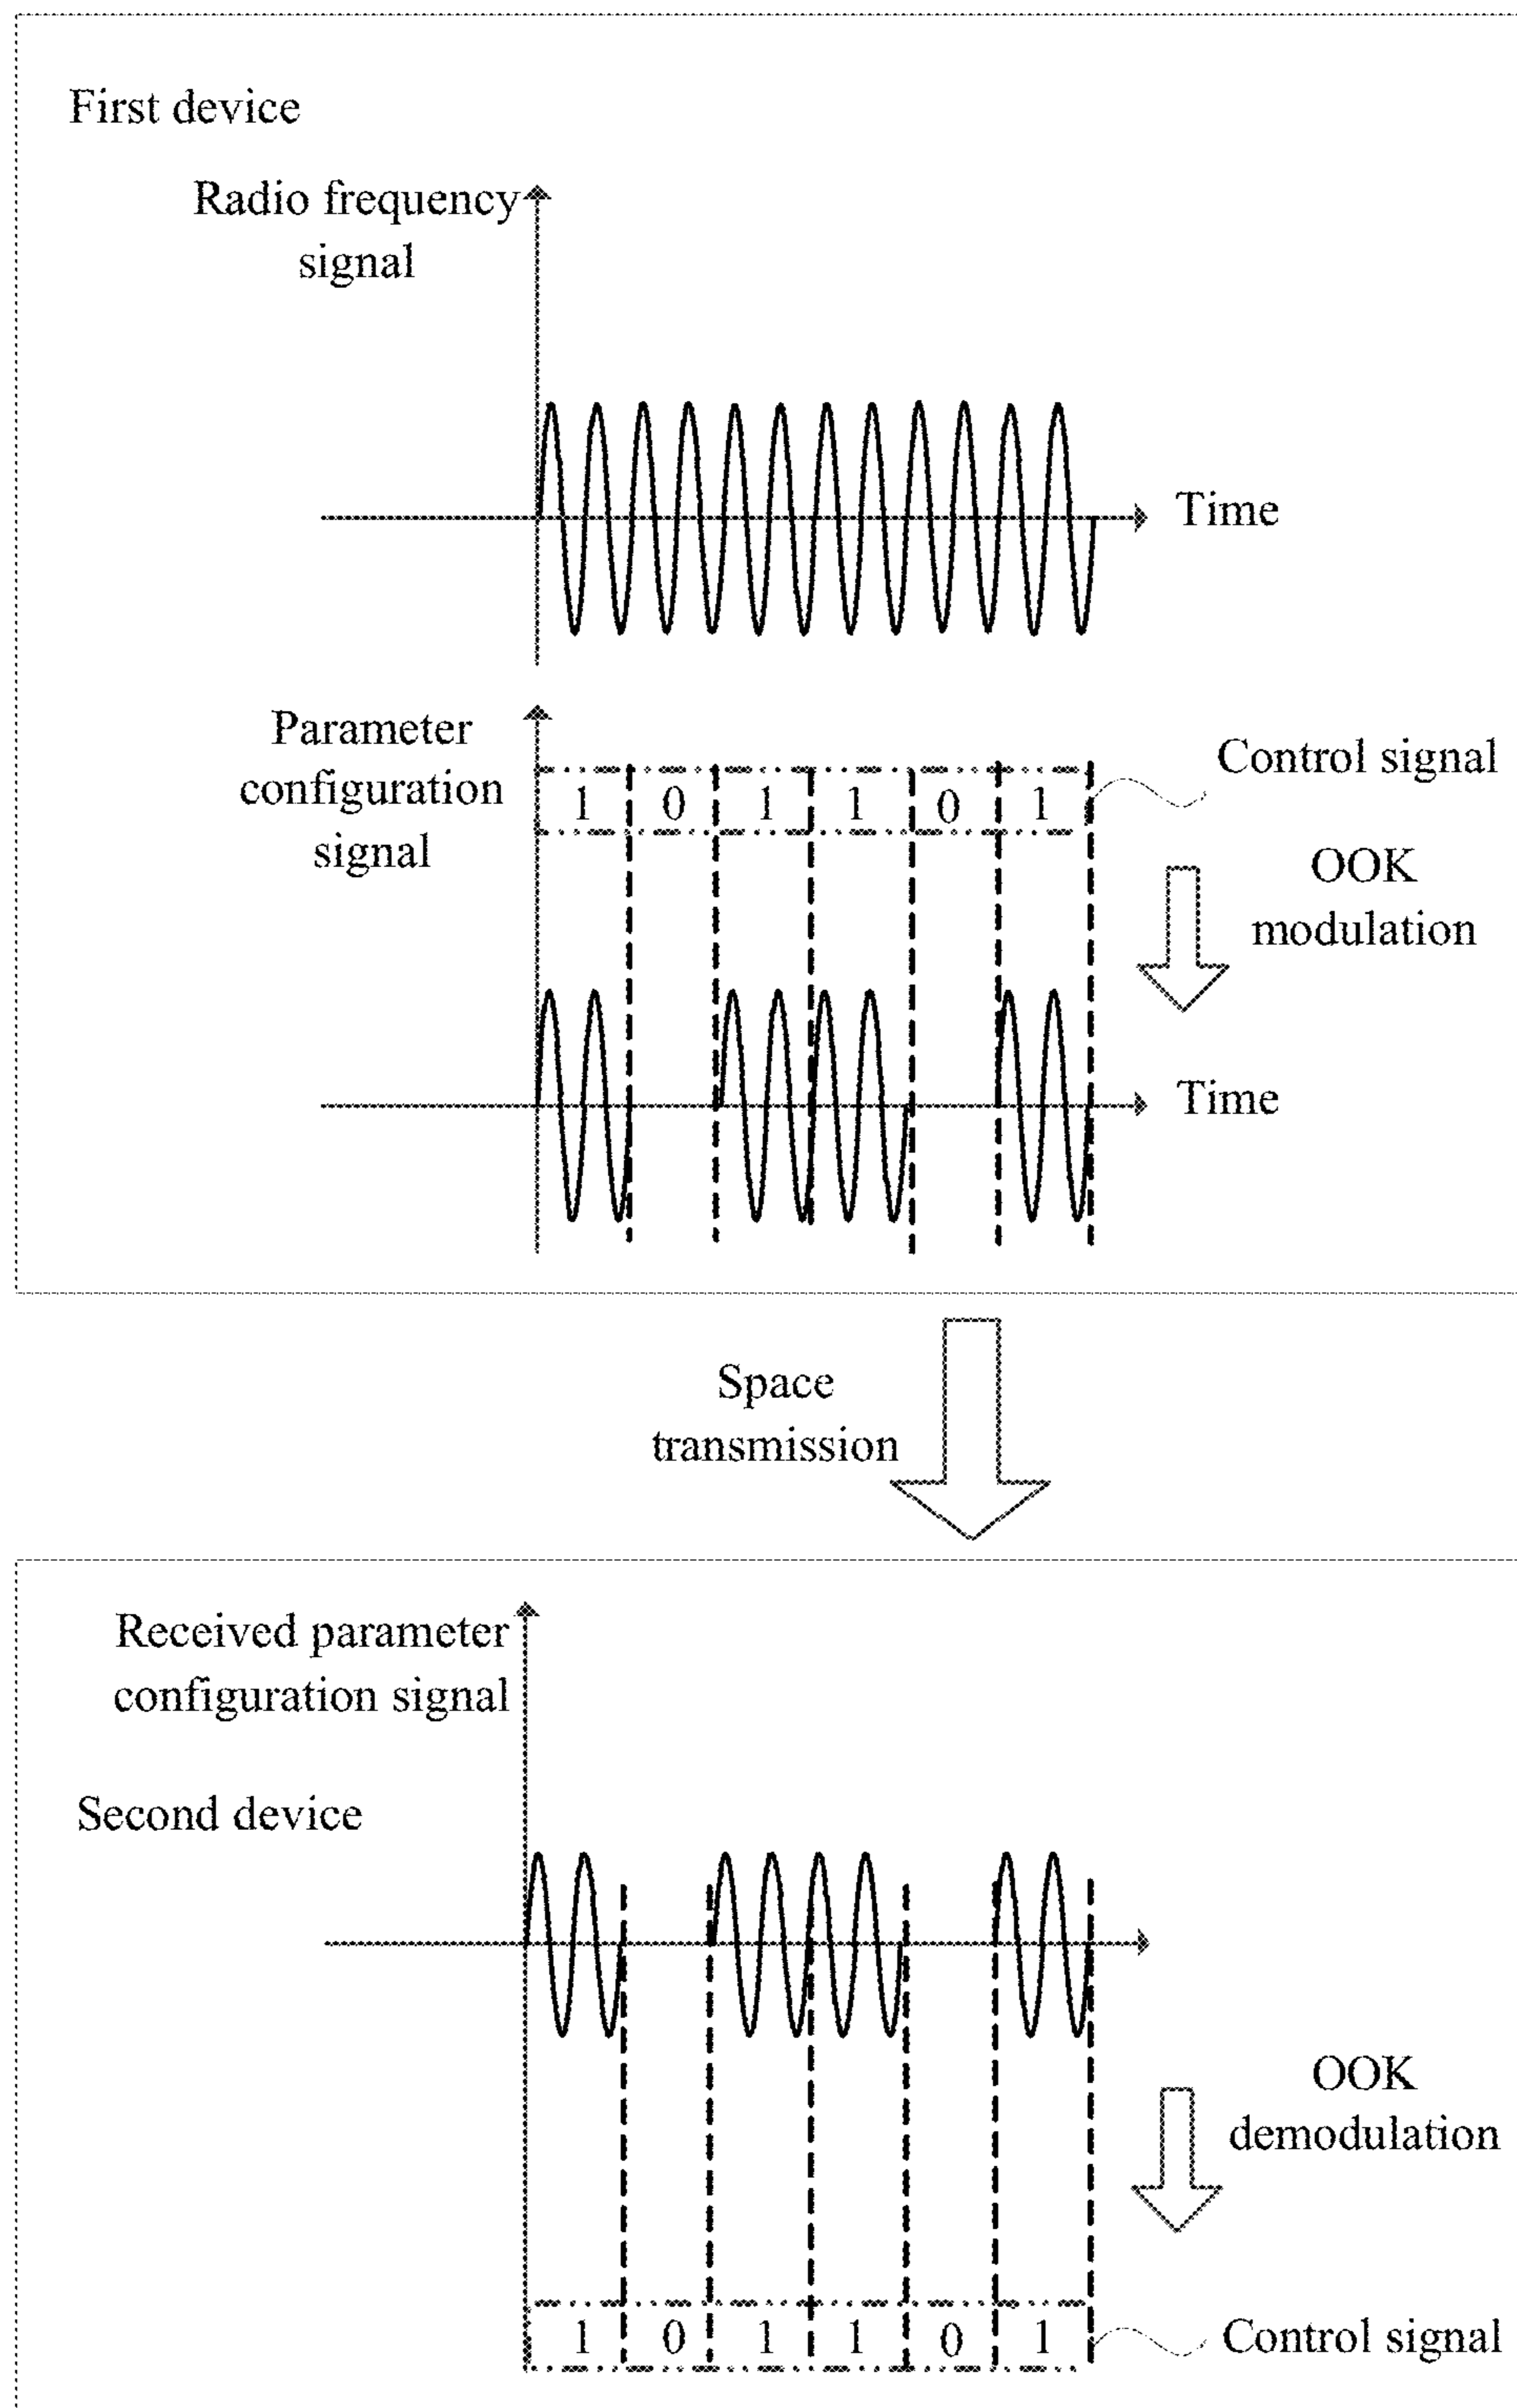 First device
Radio frequency
signal
Time
Parameter
configuration
signal
1 0 1 1 0 1
Control signal
OOK
modulation
Time
Space
transmission
Received parameter
configuration signal
Second device
OOK
demodulation
1 0 1 1 0 1
Control signal